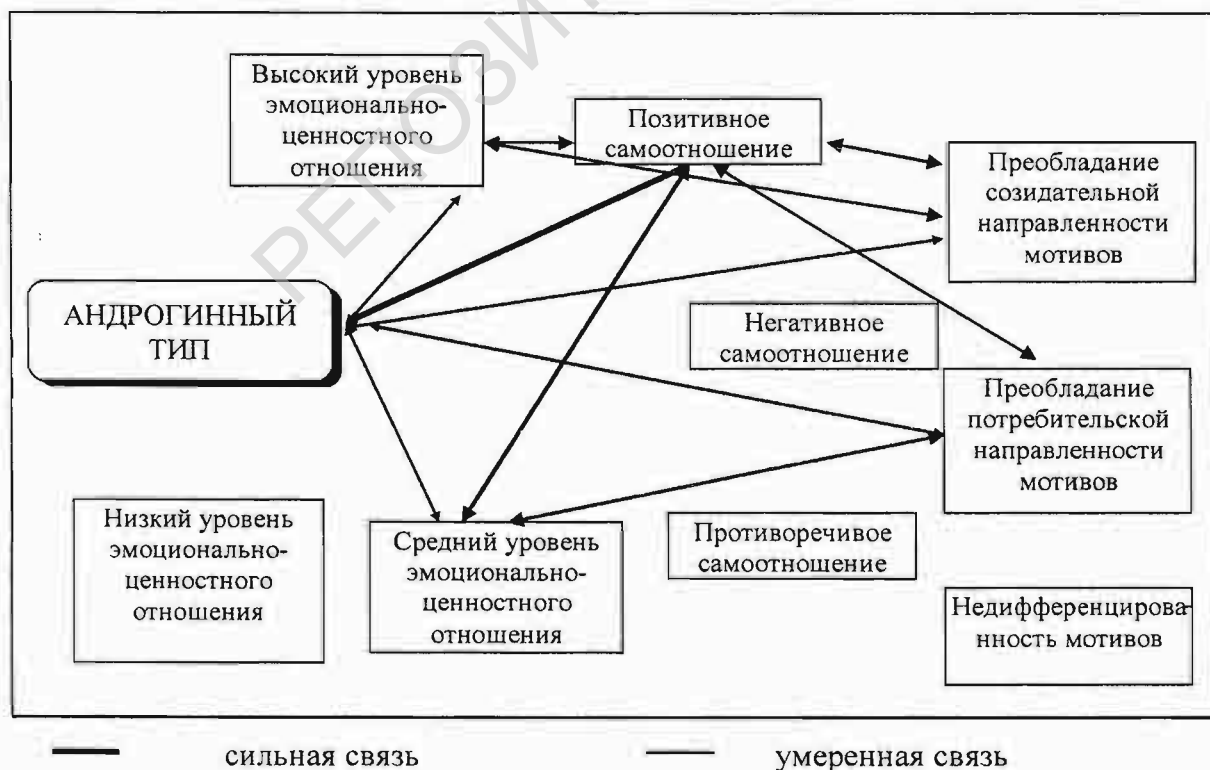 РЕПОЗИ
Высокий уровень
эмоционально-
ценностного
отношения
Позитивное
самоотношение
Преобладание
созидательной
направленности
мотивов
АНДРОГИННЫЙ
ТИП
Негативное
самоотношение
Преобладание
потребительской
направленности
мотивов
Низкий уровень
эмоционально-
ценностного
отношения
Средний уровень
эмоционально-
ценностного
отношения
Противоречивое
самоотношение
Недифференцирова-
нность мотивов
сильная связь
умеренная связь